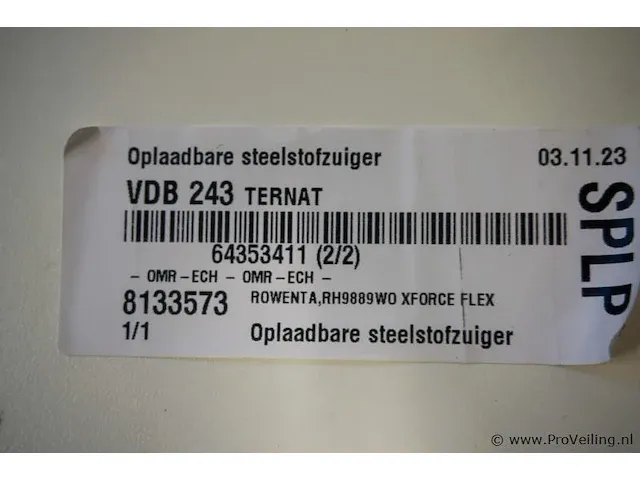 Oplaadbare steelstofzuiger 03.11.23
VDB 243 TERNAT
64353411 (2/2)
- OMR-ECH - OMR-ECH -
8133573 ROWENTA,RH9889WO XFORCE FLEX
1/1 Oplaadbare steelstofzuiger
SPLP
© www.ProVeiling.nl